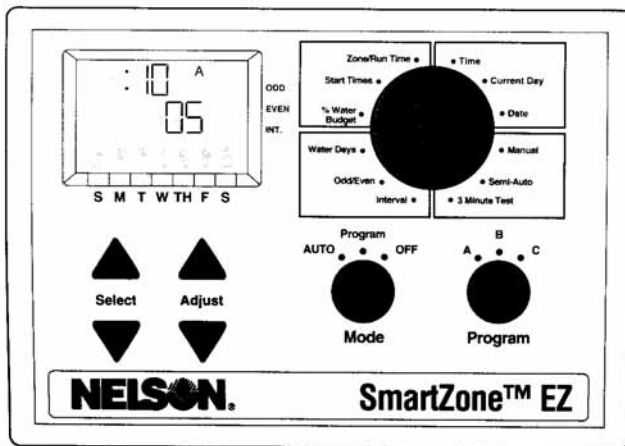 :10 A
05
ODD
EVEN
INT.
S M T W TH F S
Zone/Run Time
Start Times
% Water
Budget
Time
Current Day
Date
Water Days
Odd/Even
Interval
Manual
Semi-Auto
3 Minute Test
Select
Adjust
Program
AUTO OFF
Mode
B
A C
Program
NELSON®
SmartZone™ EZ